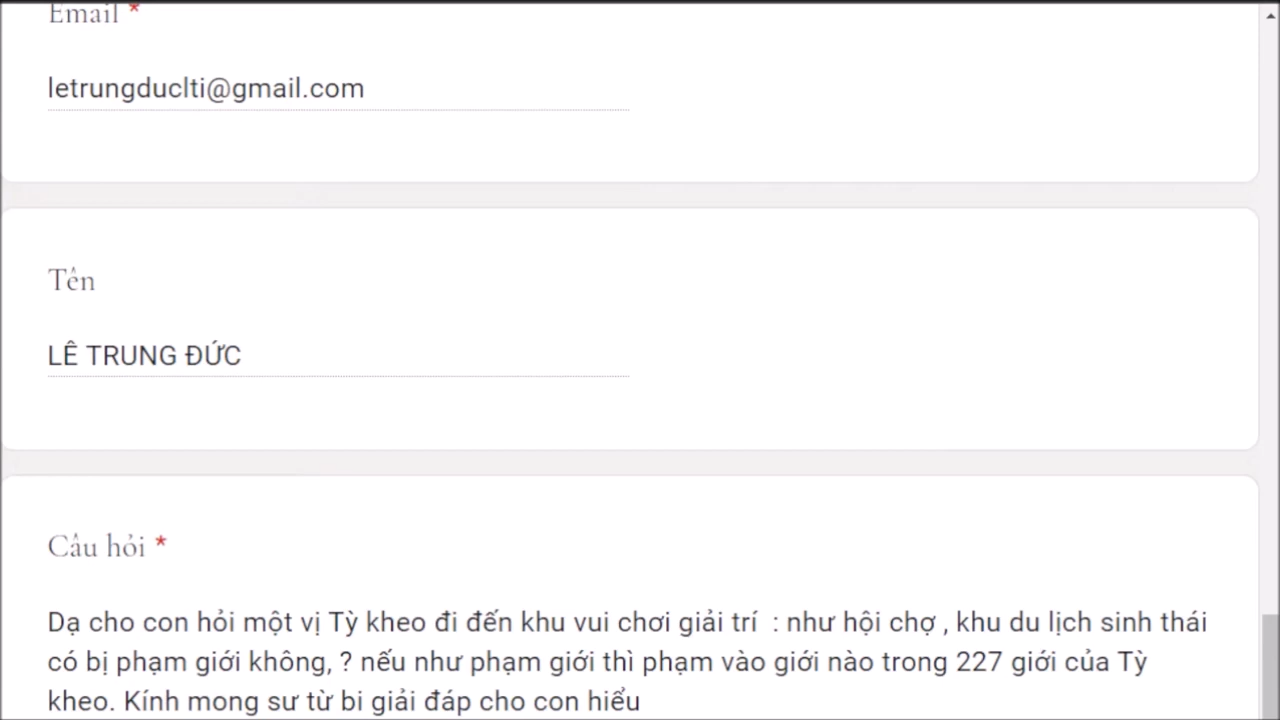 Email *
letrungduclti@gmail.com
Tên
LÊ TRUNG ĐỨC
Câu hỏi *
Dạ cho con hỏi một vị Tỳ kheo đi đến khu vui chơi giải trí  : như hội chợ , khu du lịch sinh thái
có bị phạm giới không, ? nếu như phạm giới thì phạm vào giới nào trong 227 giới của Tỳ
kheo. Kính mong sư từ bi giải đáp cho con hiểu